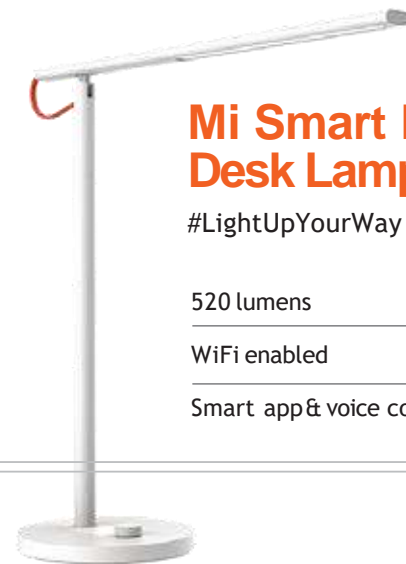 Mi Smart
Desk Lamp
#LightUpYourWay
520 lumens
WiFi enabled
Smart app & voice